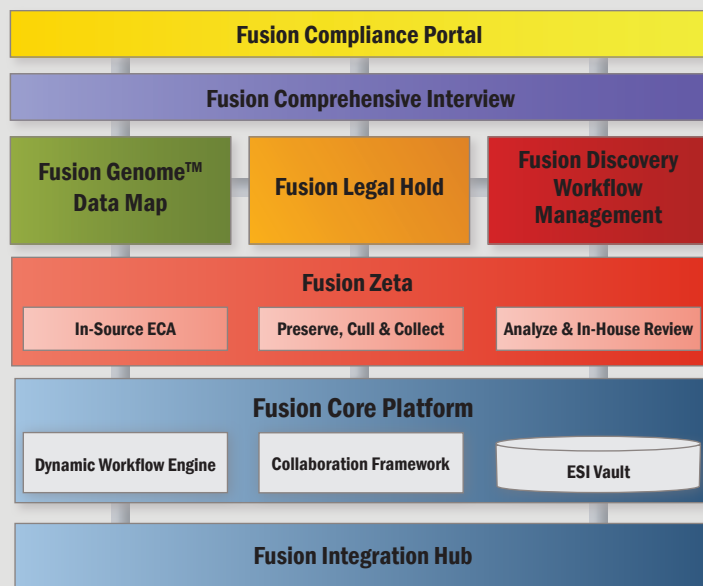 Fusion Compliance Portal
Fusion Comprehensive Interview
Fusion Genome™
Data Map
Fusion Legal Hold
Fusion Discovery
Workflow
Management
Fusion Zeta
In-Source ECA
Preserve, Cull & Collect
Analyze & In-House Review
Fusion Core Platform
Dynamic Workflow Engine
Collaboration Framework
ESI Vault
Fusion Integration Hub